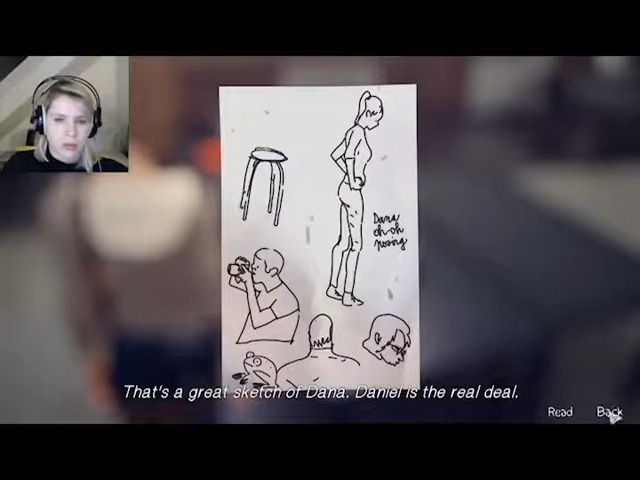 Dana
oh-oh
posing
That's a great sketch of Dana. Daniel is the real deal.
Read
Back